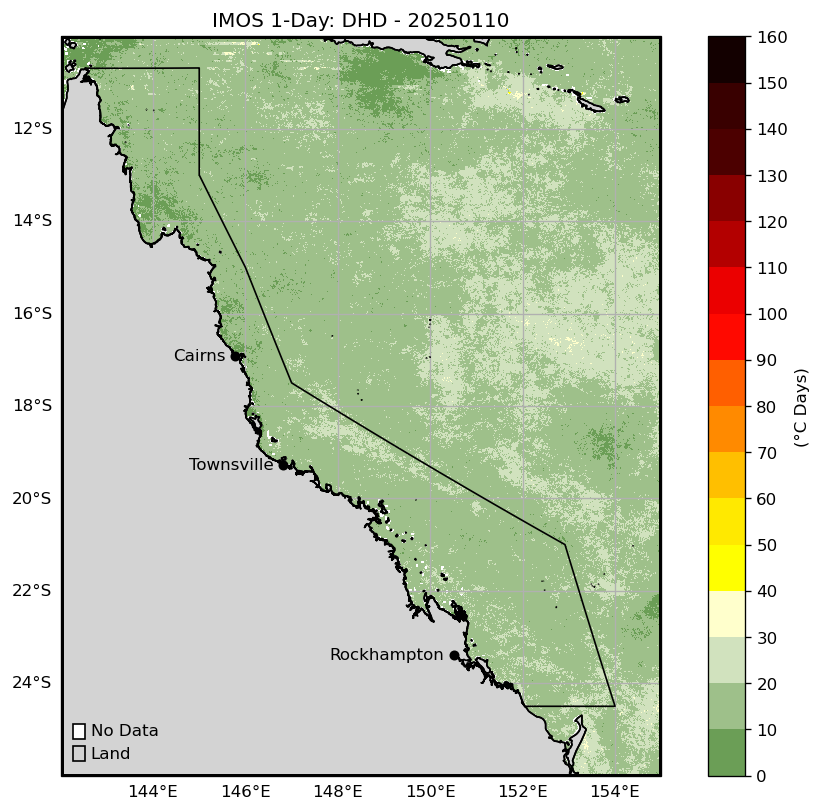 IMOS 1-Day: DHD - 20250110
12°S
14°S
16°S
18°S
20°S
22°S
24°S
Cairns
Townsville
Rockhampton
No Data
Land
144°E 146°E 148°E 150°E 152°E 154°E
160
150
140
130
120
110
100
90
80
70
60
50
40
30
20
10
0
(°C Days)